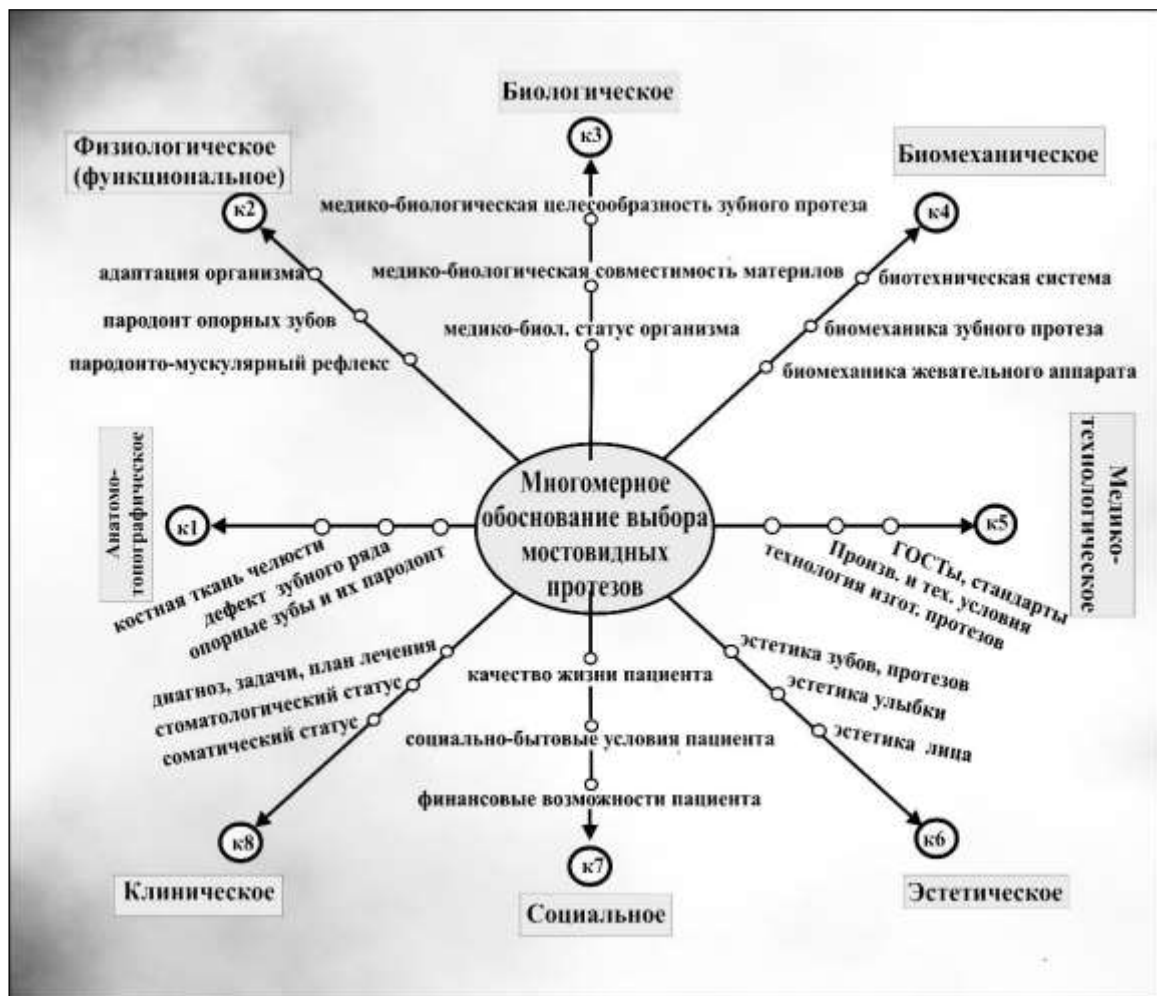 Биологическое
к3
Физиологическое
(функциональное)
к2
Биомеханическое
к4
медико-биологическая целесообразность зубного протеза
адаптация организма
медико-биологическая совместимость материлов
биотехническая система
пародонт опорных зубов
медико-биол. статус организма
биомеханика зубного протеза
пародонто-мускулярный рефлекс
биомеханика жевательного аппарата
Анатомо-
топографическое
к1
костная ткань челюсти
дефект зубного ряда
опорные зубы и их пародонт
Многомерное
обоснование выбора
мостовидных
протезов
Медико-
технологическое
к5
ГОСТы, стандарты
Произв. и тех. условия
технология изгот. протезов
диагноз, задачи, план лечения
стоматологический статус
соматический статус
качество жизни пациента
социально-бытовые условия пациента
финансовые возможности пациента
эстетика зубов, протезов
эстетика улыбки
эстетика лица
к8
Клиническое
к7
Социальное
к6
Эстетическое